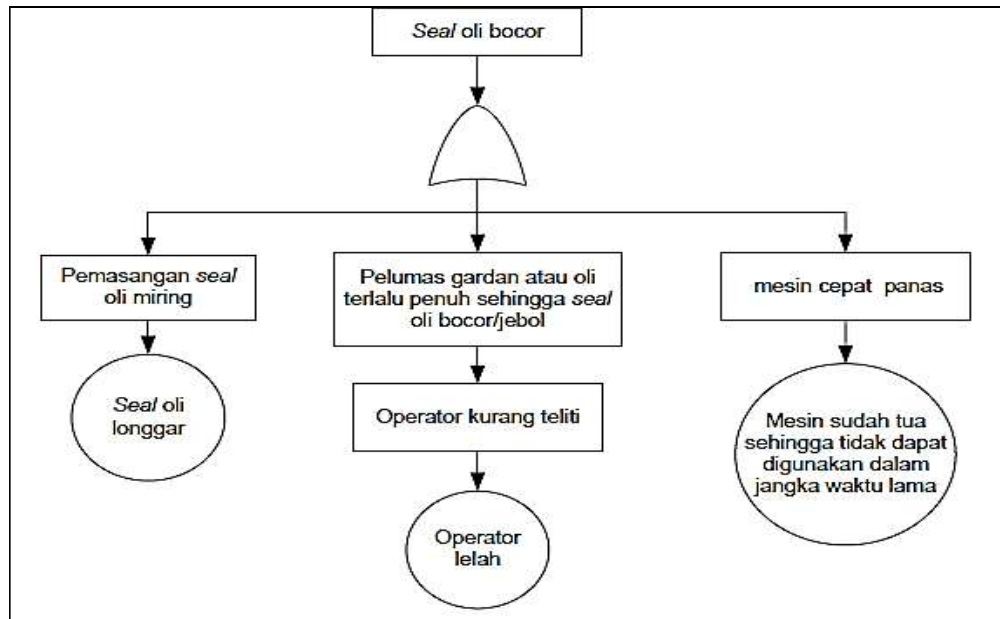 Seal oli bocor
Pemasangan seal
oli miring
Pelumas gardan atau oli
terlalu penuh sehingga seal
oli bocor/jebol
mesin cepat panas
Seal oli
longgar
Operator kurang teliti
Mesin sudah tua
sehingga tidak dapat
digunakan dalam
jangka waktu lama
Operator
lelah